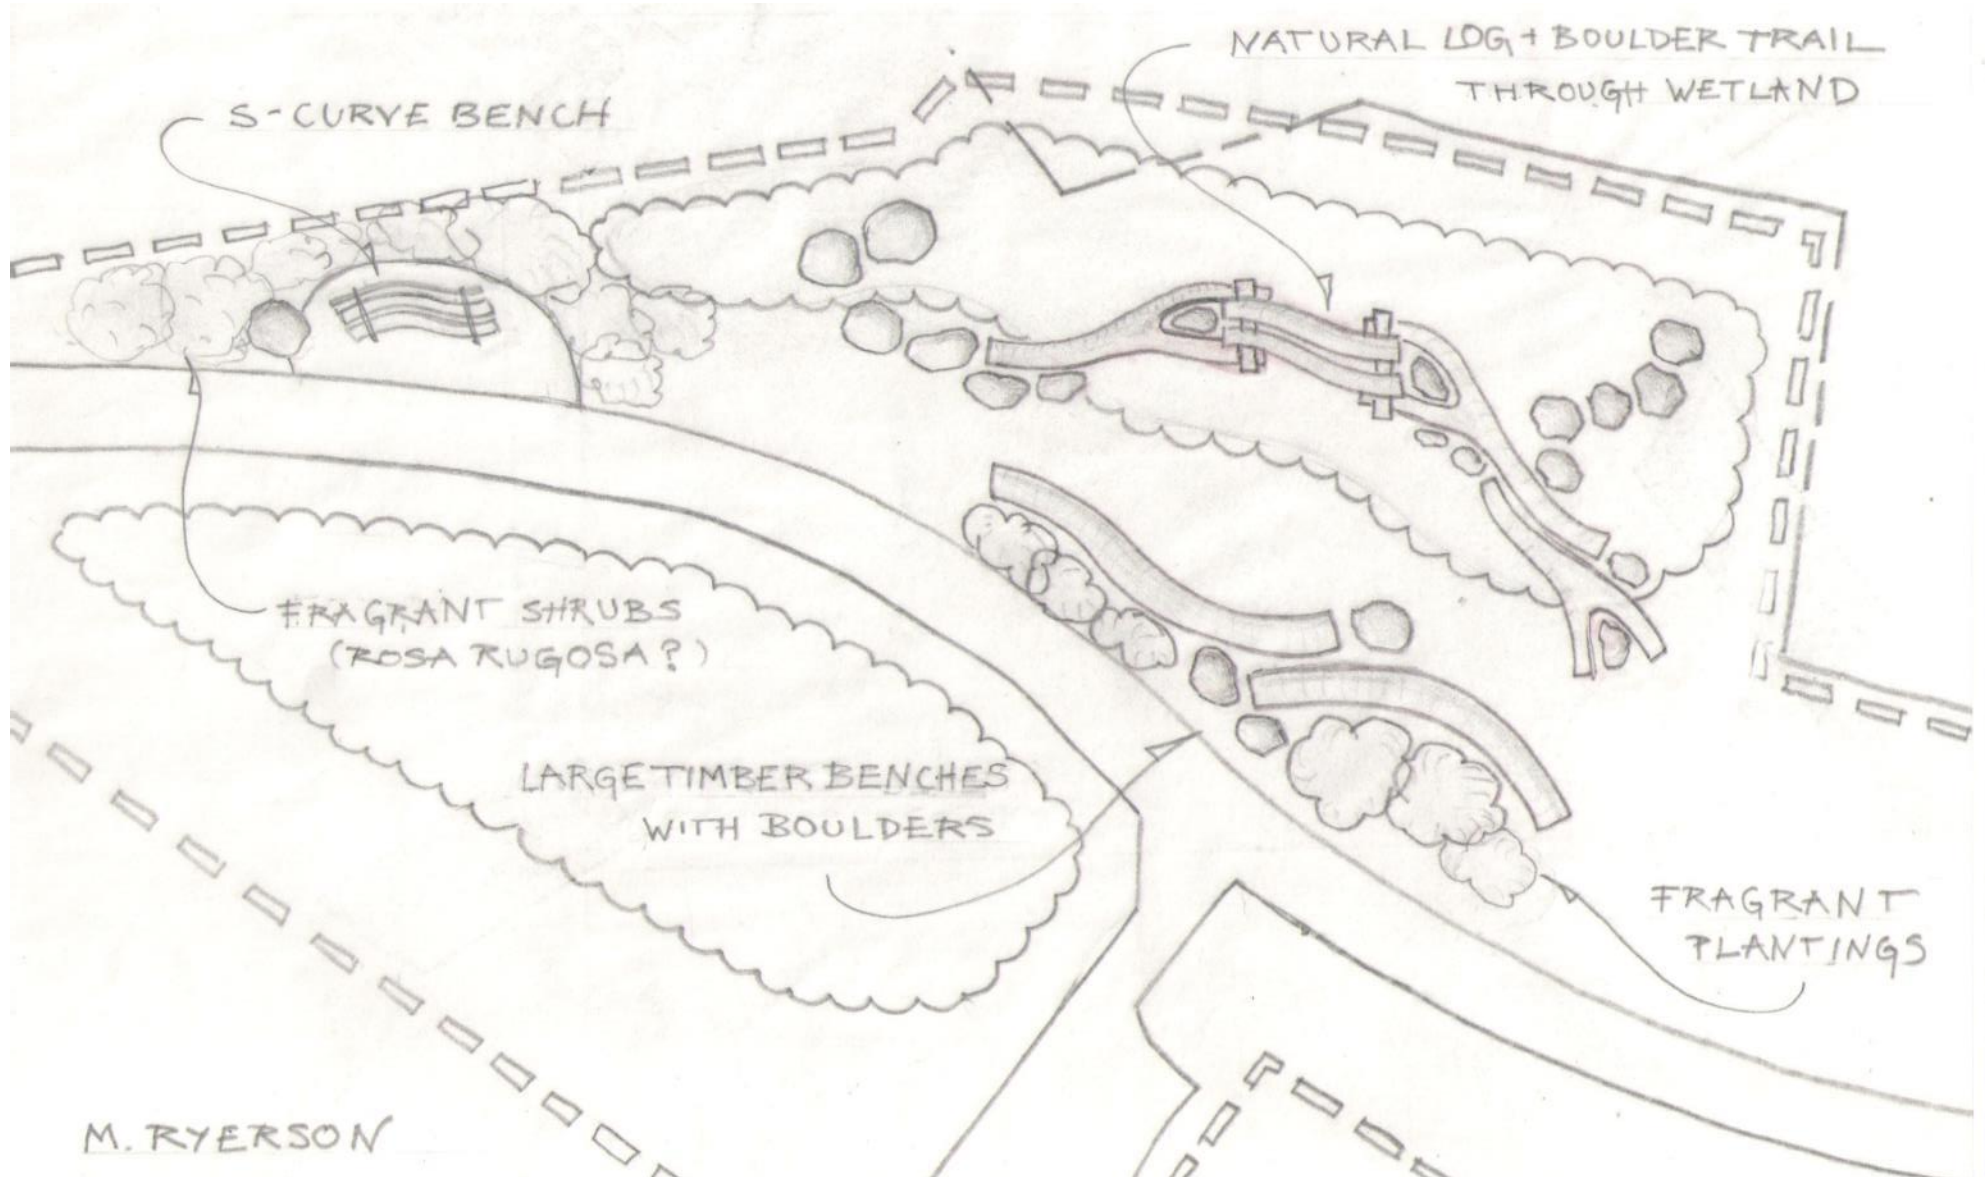 NATURAL LOG + BOULDER TRAIL
THROUGH WETLAND
S-CURVE BENCH
FRAGRANT SHRUBS
(ROSA RUGOSA?)
LARGE TIMBER BENCHES
WITH BOULDERS
FRAGRANT
PLANTINGS
M. RYERSON